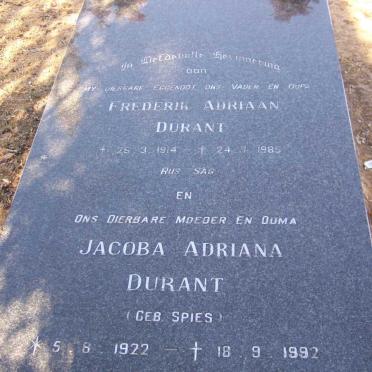 In Liefdevolle Herinnering
aan
MY DIERBARE EGGENOOT, ONS VADER EN OUPA
FREDERIK ADRIAAN
DURANT
25.3.1914 - † 24.1.1985
RUS SAG
EN
ONS DIERBARE MOEDER EN OUMA
JACOBA ADRIANA
DURANT
(GEB. SPIES)
* 5.8.1922 - † 18.9.1992